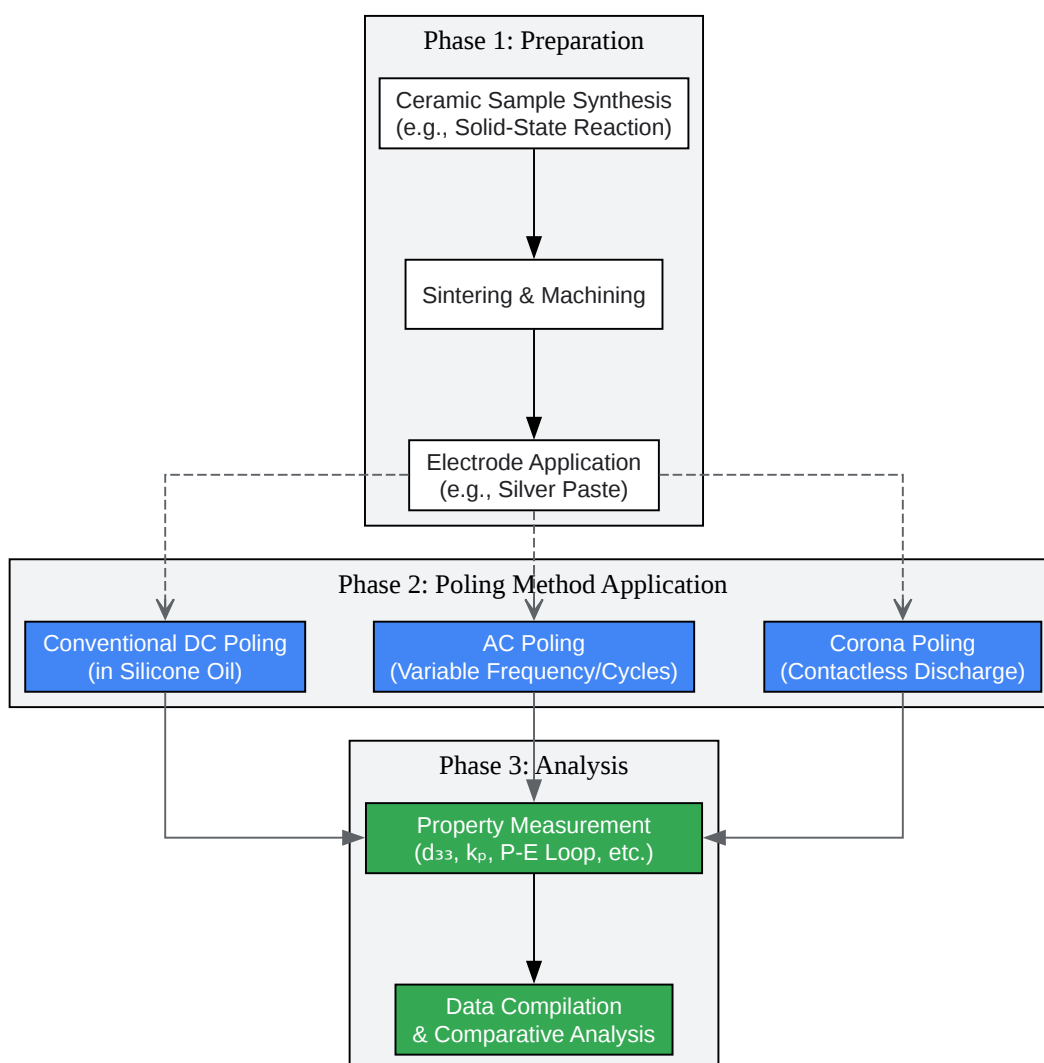 Phase 1: Preparation
Ceramic Sample Synthesis
(e.g., Solid-State Reaction)
Sintering & Machining
Electrode Application
(e.g., Silver Paste)
Phase 2: Poling Method Application
Conventional DC Poling
(in Silicone Oil)
AC Poling
(Variable Frequency/Cycles)
Corona Poling
(Contactless Discharge)
Phase 3: Analysis
Property Measurement
(d₃₃, kₚ, P-E Loop, etc.)
Data Compilation
& Comparative Analysis